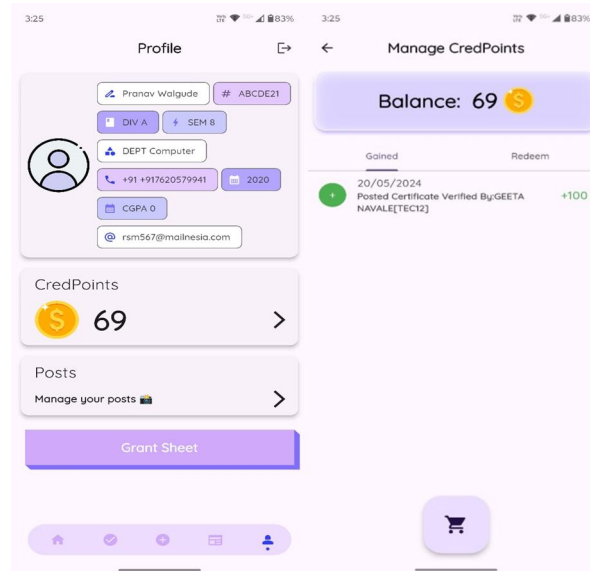 3:25
83%
Profile
Pranav Walgude
# ABCDE21
DIV A
SEM 8
DEPT Computer
+91 +917620579941
2020
CGPA 0
@ rsm567@mailnesia.com
CredPoints
$ 69
Posts
Manage your posts
Grant Sheet
3:25
83%
Manage CredPoints
Balance: 69 $
Gained
Redeem
20/05/2024
Posted Certificate Verified By:GEETA
NAVALE[TEC12]
+100